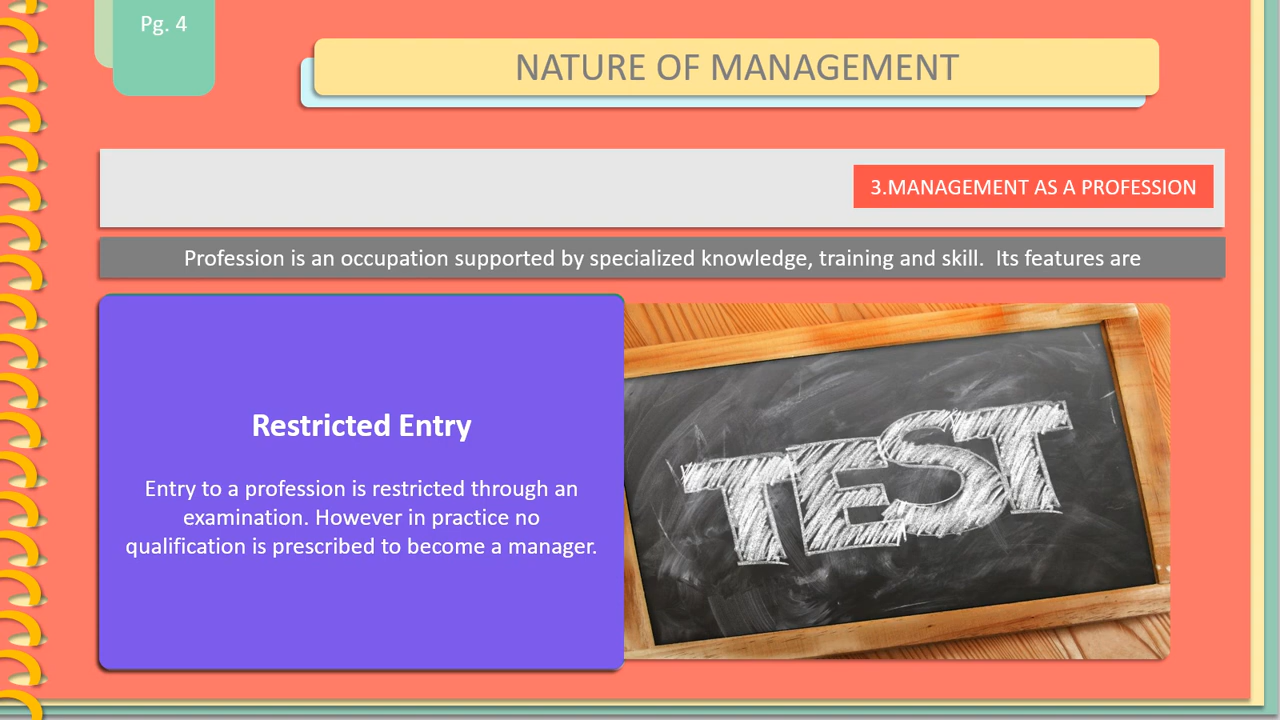 Pg. 4
NATURE OF MANAGEMENT
3.MANAGEMENT AS A PROFESSION
Profession is an occupation supported by specialized knowledge, training and skill.  Its features are
Restricted Entry
Entry to a profession is restricted through an
examination. However in practice no
qualification is prescribed to become a manager.
TEST